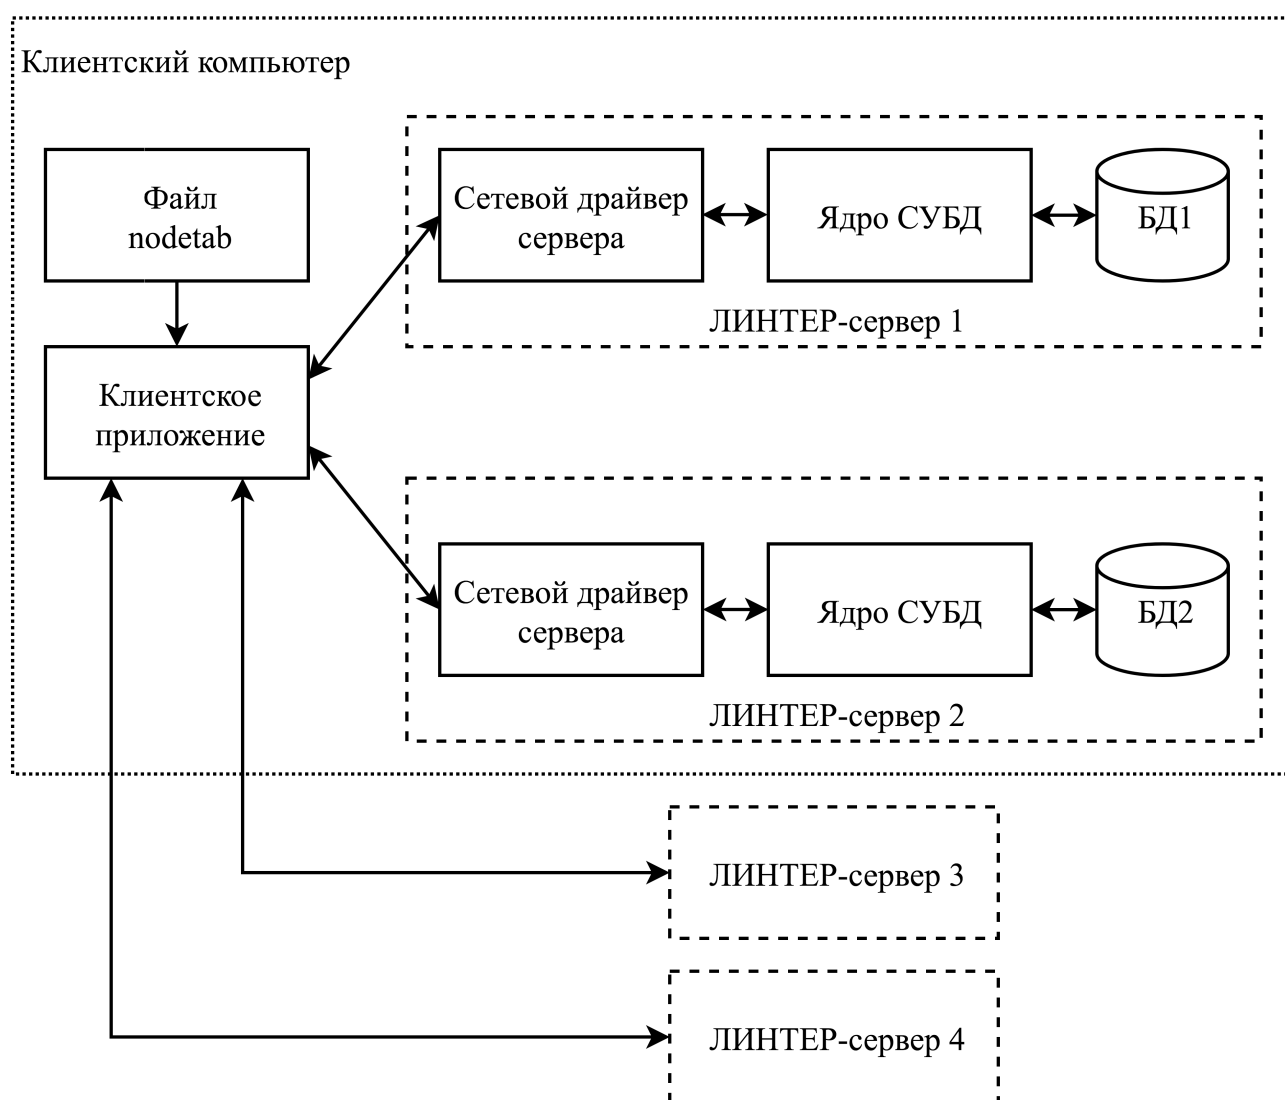 Клиентский компьютер
Файл
nodetab
Сетевой драйвер
сервера
Ядро СУБД
БД1
ЛИНТЕР-сервер 1
Клиентское
приложение
Сетевой драйвер
сервера
Ядро СУБД
БД2
ЛИНТЕР-сервер 2
ЛИНТЕР-сервер 3
ЛИНТЕР-сервер 4